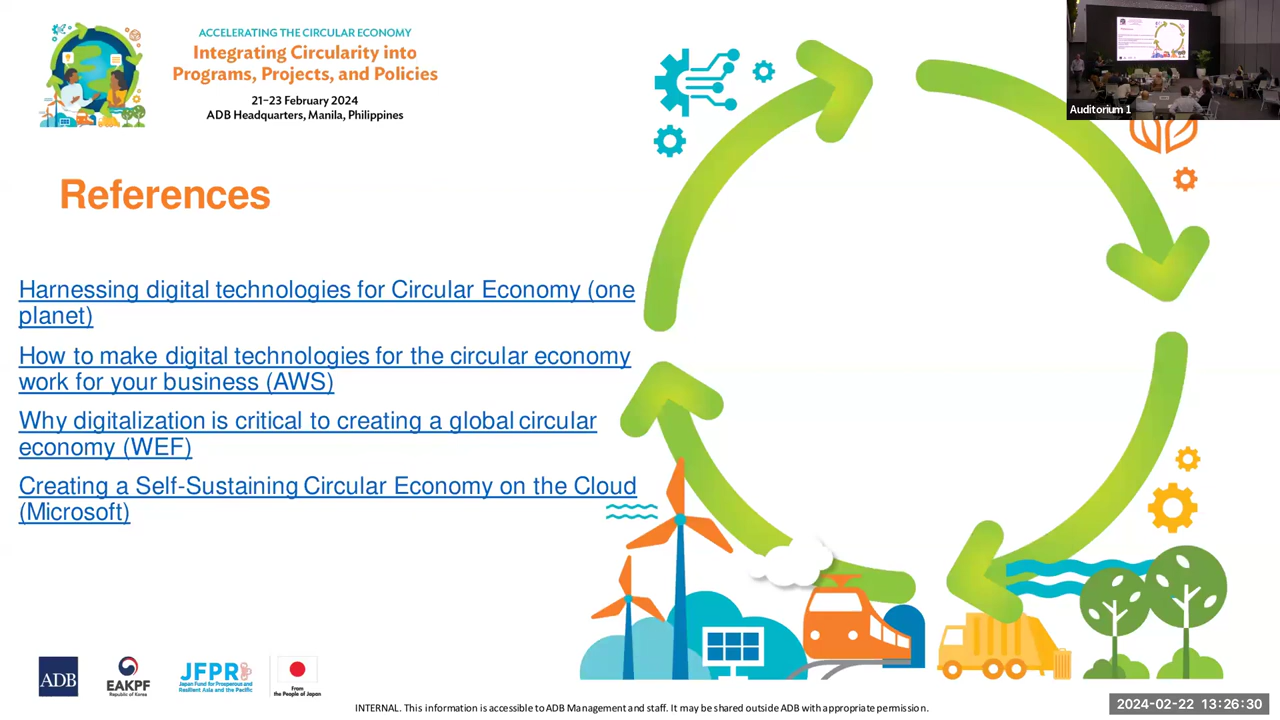 ACCELERATING THE CIRCULAR ECONOMY
Integrating Circularity into
Programs, Projects, and Policies
21–23 February 2024
ADB Headquarters, Manila, Philippines
Auditorium 1
References
Harnessing digital technologies for Circular Economy (one
planet)
How to make digital technologies for the circular economy
work for your business (AWS)
Why digitalization is critical to creating a global circular
economy (WEF)
Creating a Self-Sustaining Circular Economy on the Cloud
(Microsoft)
ADB
EAKPF
Republic of Korea
JFPR
Japan Fund for Prosperous and
Resilient Asia and the Pacific
From
the People of Japan
INTERNAL. This information is accessible to ADB Management and staff. It may be shared outside ADB with appropriate permission.
2024-02-22 13:26:30